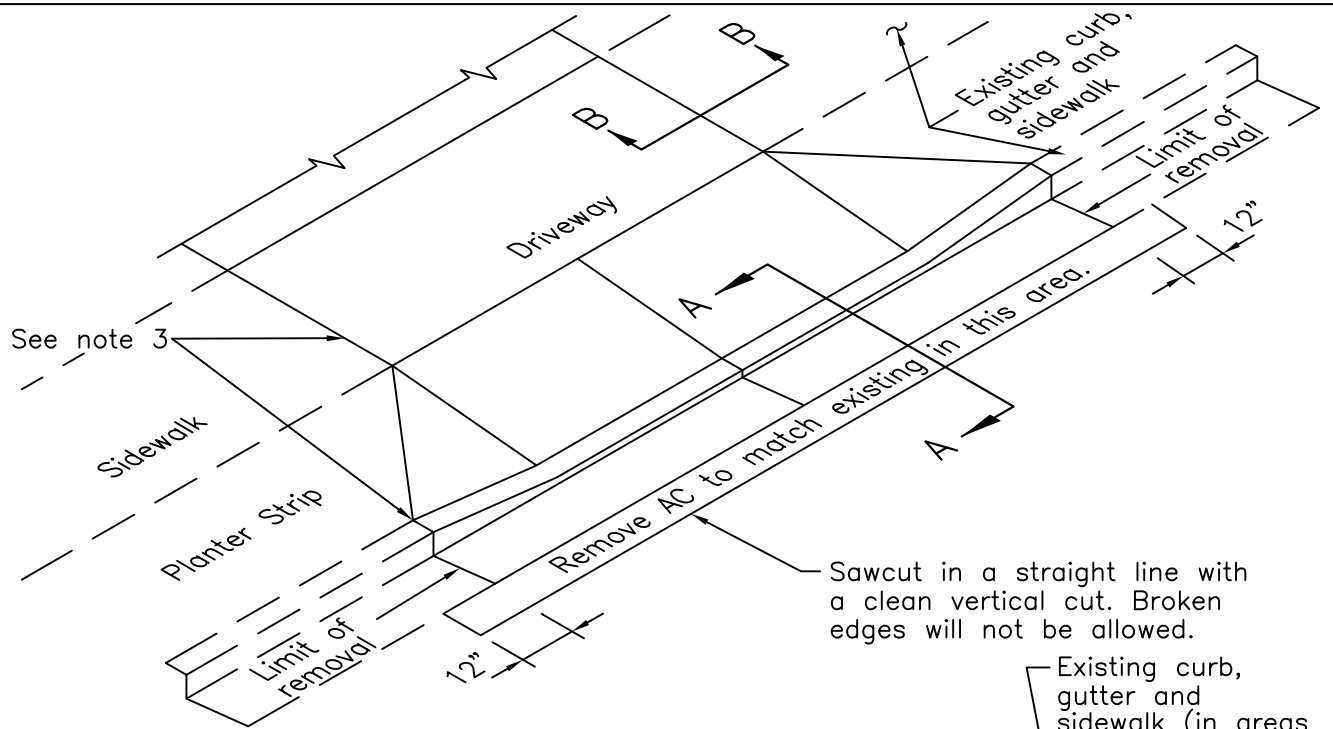 B
B
Existing curb,
gutter and
sidewalk
Limit of
removal
12"
Driveway
A
See note 3
Sidewalk
Planter Strip
Remove AC to match existing in this area.
A
Sawcut in a straight line with
a clean vertical cut. Broken
edges will not be allowed.
Limit of
removal
12"
Existing curb,
gutter and
sidewalk (in areas